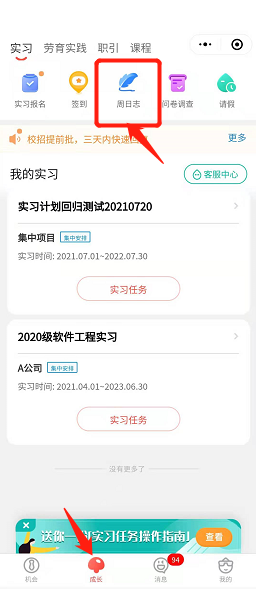 实习 劳育实践 职引 课程
实习报名 签到 周日志 问卷调查 请假
校招提前批，三天内快速
更多
我的实习
客服中心
实习计划回归测试20210720
集中项目 集中安排
实习时间: 2021.07.01~2022.07.30
实习任务
2020级软件工程实习
A公司 集中安排
实习时间: 2021.04.01~2023.06.30
实习任务
没有更多了
送你一份实习任务操作指南！
查看
94
机会 成长 消息 我的